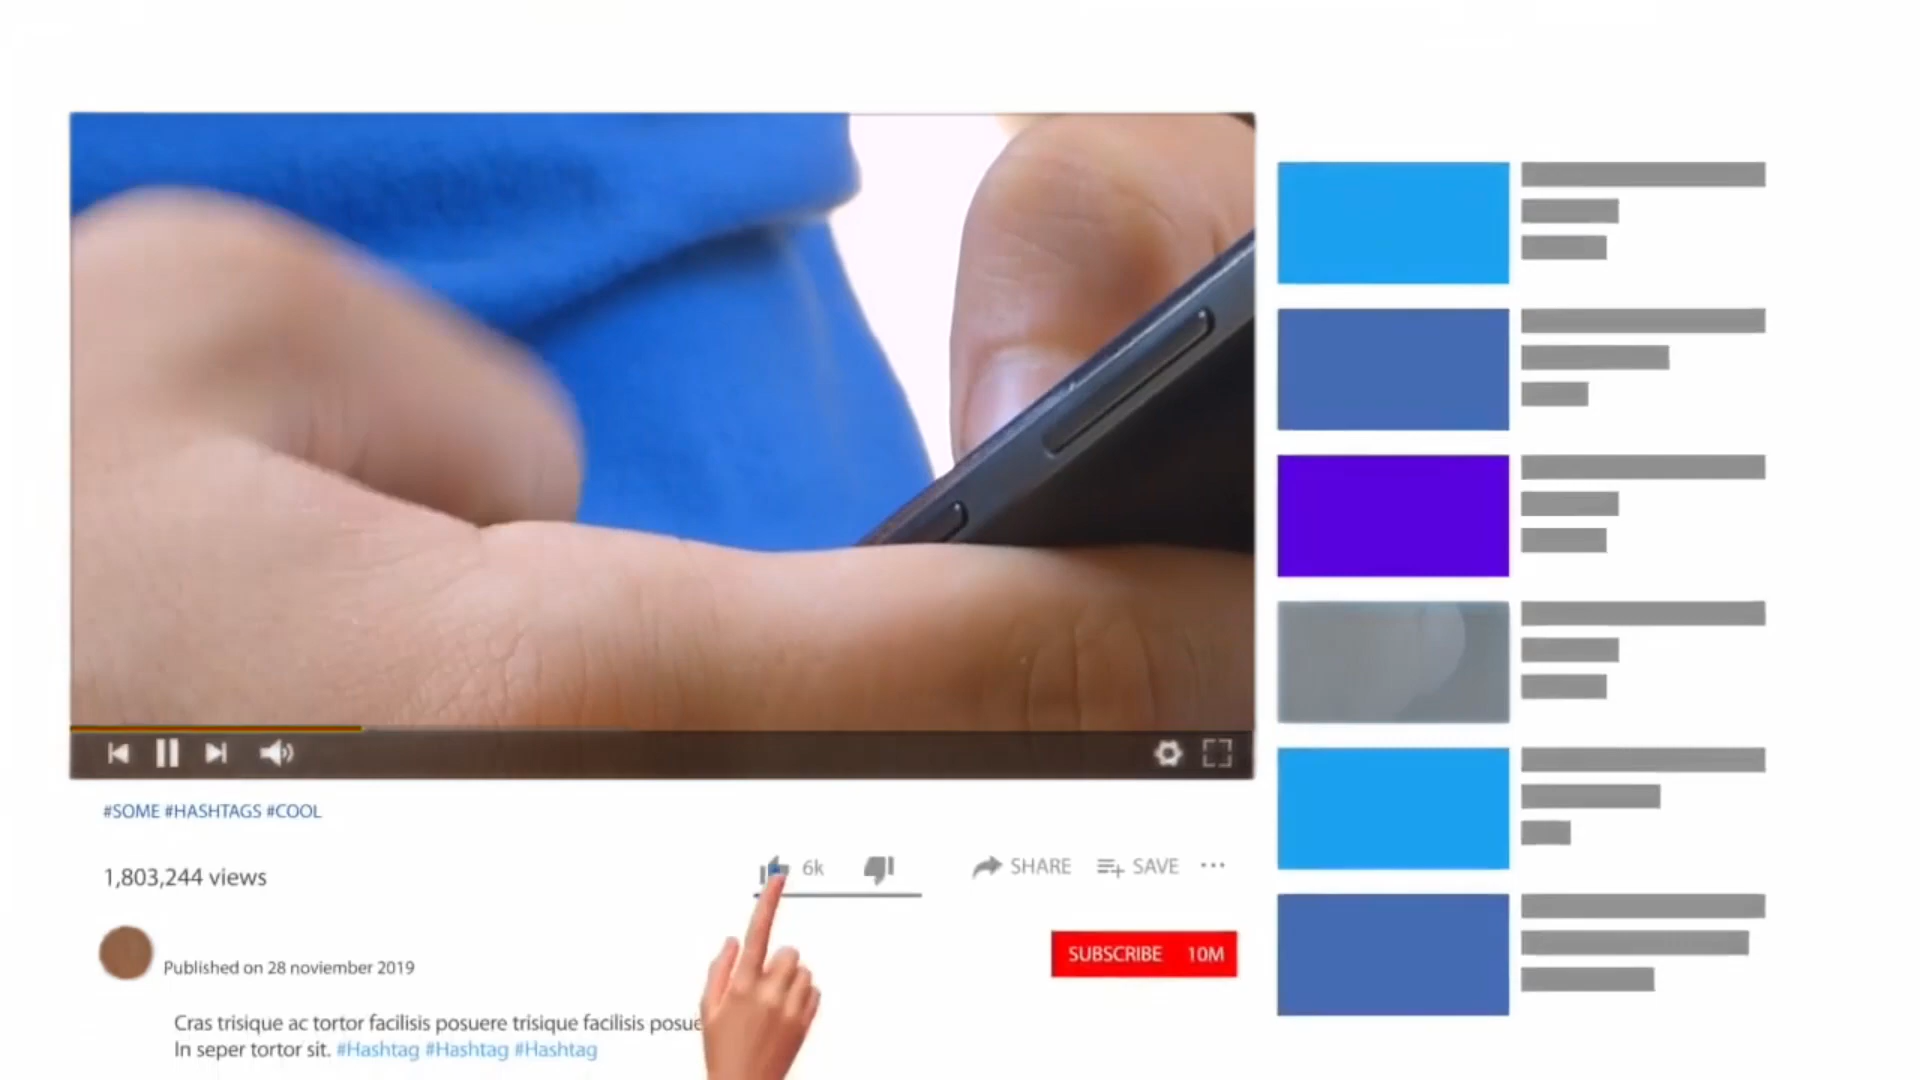 #SOME #HASHTAGS #COOL
1,803,244 views
6k
SHARE
SAVE
Published on 28 noviember 2019
SUBSCRIBE 10M
Cras trisique ac tortor facilisis posuere trisique facilisis posue
In seper tortor sit. #Hashtag #Hashtag #Hashtag